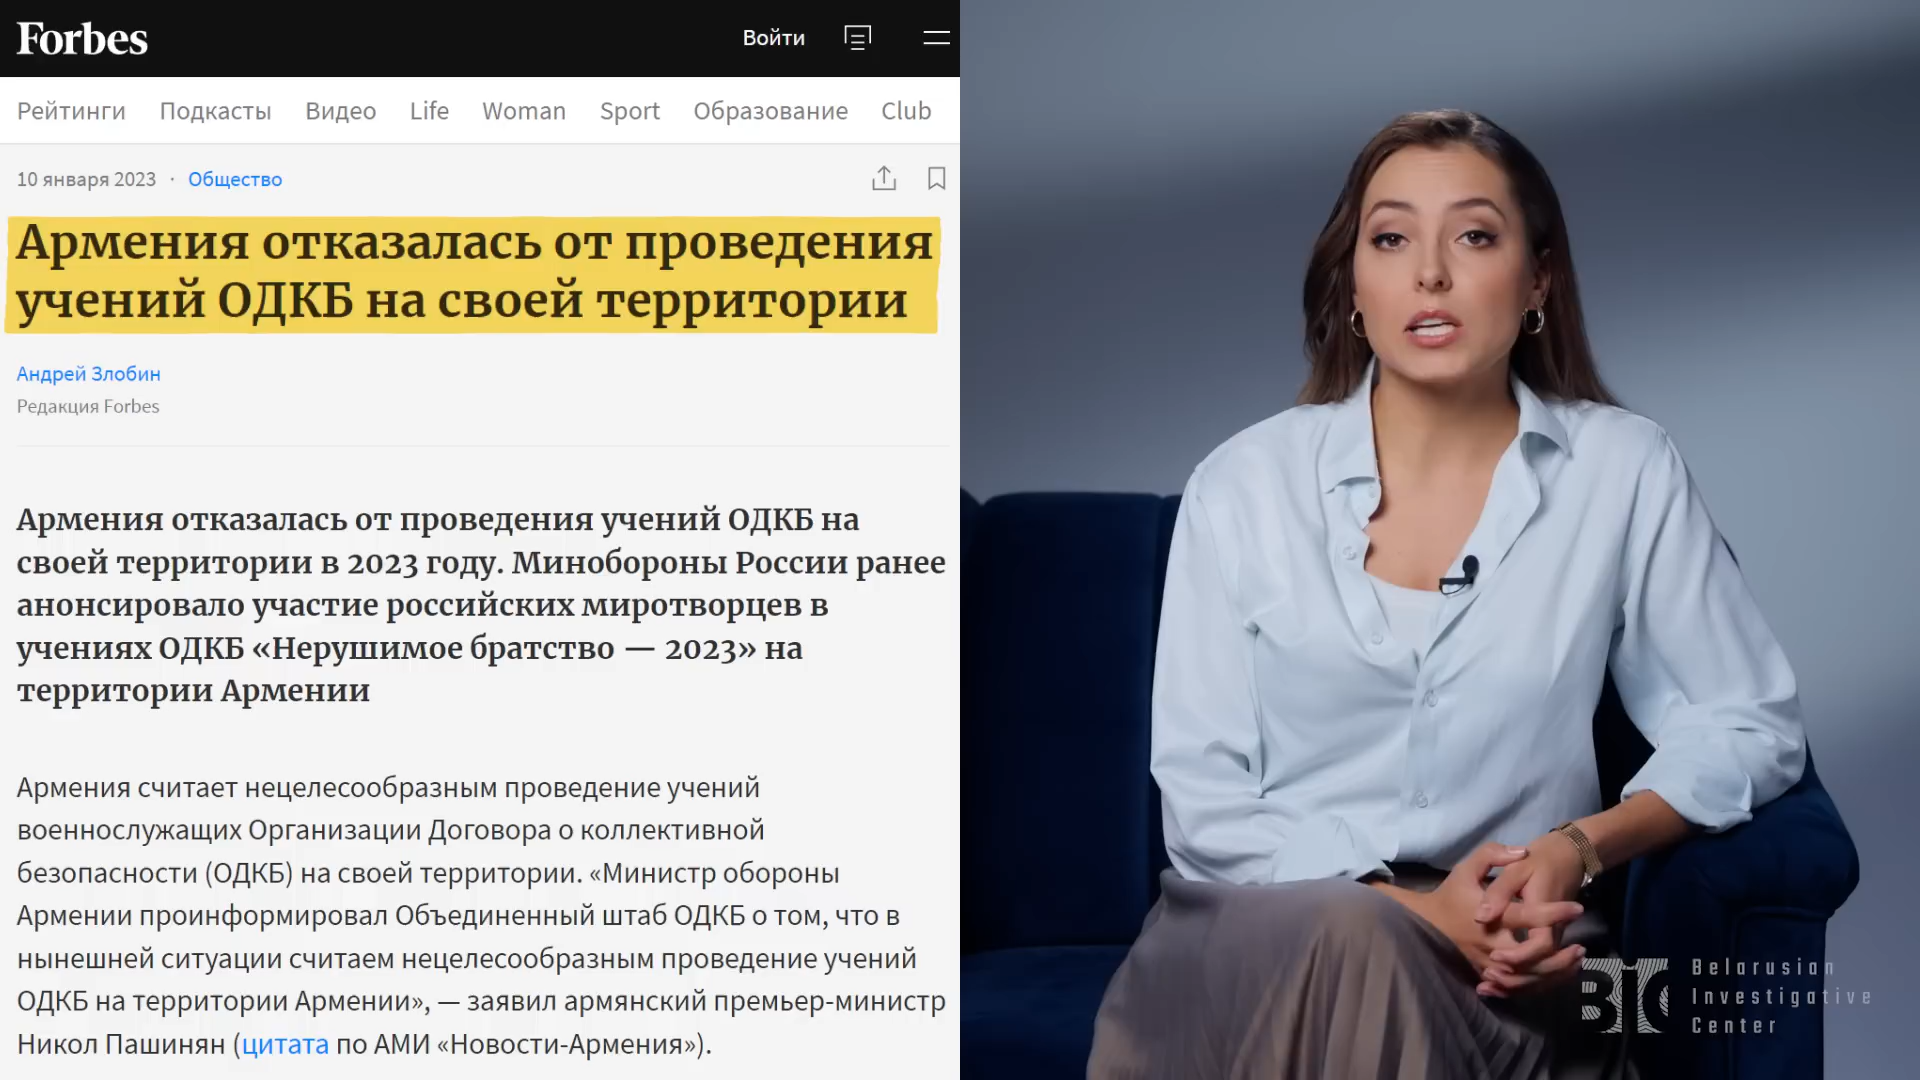 Forbes
Войти
Рейтинги Подкасты Видео Life Woman Sport Образование Club
10 января 2023 · Общество
Армения отказалась от проведения
учений ОДКБ на своей территории
Андрей Злобин
Редакция Forbes
Армения отказалась от проведения учений ОДКБ на
своей территории в 2023 году. Минобороны России ранее
анонсировало участие российских миротворцев в
учениях ОДКБ «Нерушимое братство — 2023» на
территории Армении
Армения считает нецелесообразным проведение учений
военнослужащих Организации Договора о коллективной
безопасности (ОДКБ) на своей территории. «Министр обороны
Армении проинформировал Объединенный штаб ОДКБ о том, что в
нынешней ситуации считаем нецелесообразным проведение учений
ОДКБ на территории Армении», — заявил армянский премьер-министр
Никол Пашинян (цитата по АМИ «Новости-Армения»).
BIC
Belarusian
Investigative
Center